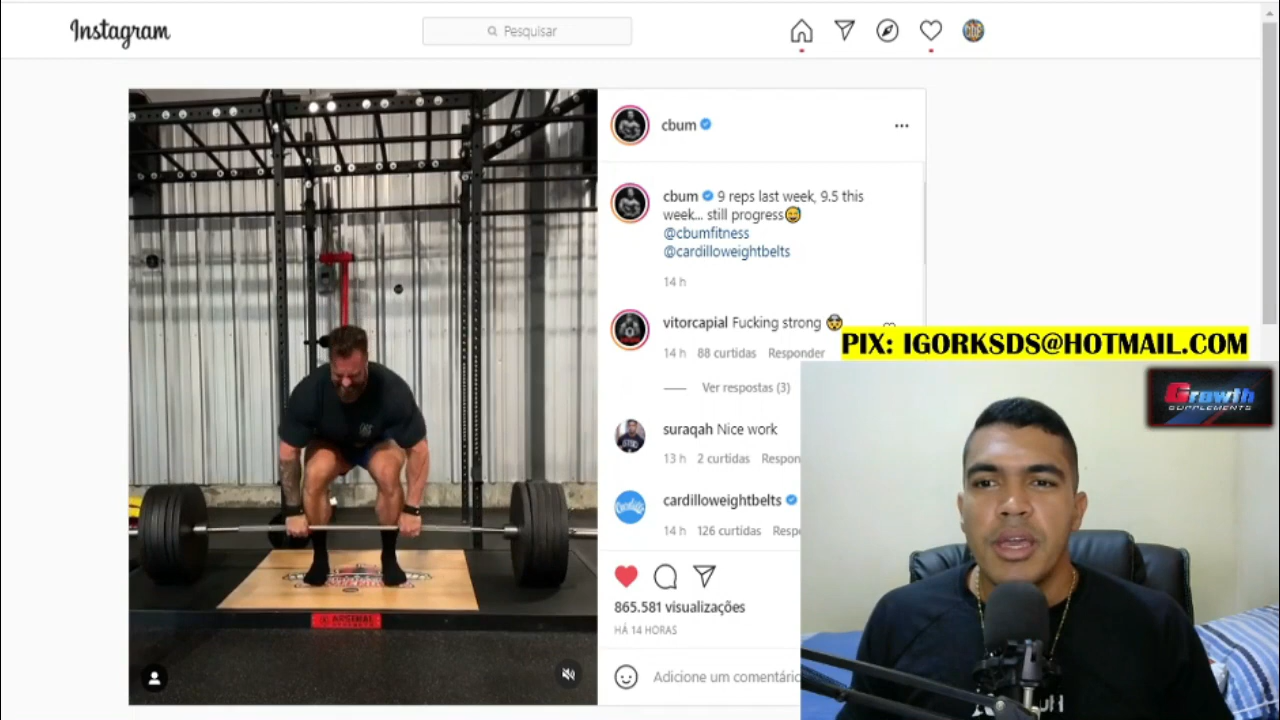 Instagram
Pesquisar
cbum
cbum 9 reps last week, 9.5 this
week... still progress
@cbumfitness
@cardilloweightbelts
14 h
vitorcapial Fucking strong
14 h 88 curtidas Responder
Ver respostas (3)
suraqah Nice work
13 h 2 curtidas Respon
cardilloweightbelts
14 h 126 curtidas Resp
865.581 visualizações
HÁ 14 HORAS
Adicione um comentário
PIX: IGORKSDS@HOTMAIL.COM
Growth
SUPPLEMENTS
ARSENAL